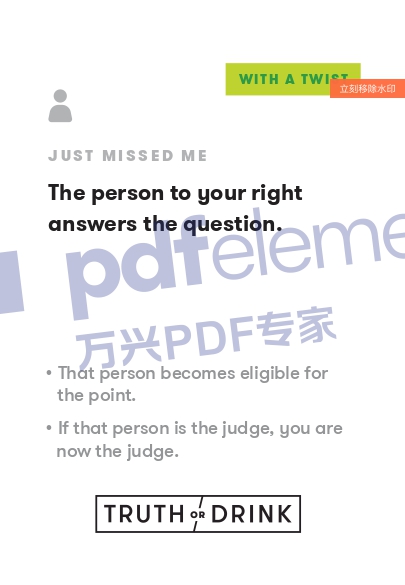 WITH A TWIST
立刻移除水印
JUST MISSED ME
The person to your right
answers the question.
pdfeleme
万兴PDF专家
• That person becomes eligible for
the point.
• If that person is the judge, you are
now the judge.
TRUTH OR DRINK